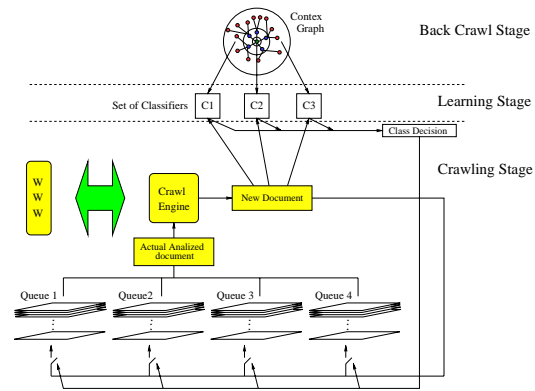 Contex
Graph
Back Crawl Stage
Set of Classifiers
C1
C2
C3
Learning Stage
Class Decision
Crawling Stage
W
W
W
Crawl
Engine
New Document
Actual Analized
document
Queue 1
Queue2
Queue 3
Queue 4